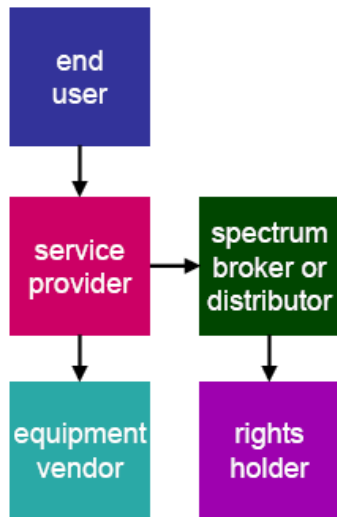 end
user
service
provider
spectrum
broker or
distributor
equipment
vendor
rights
holder